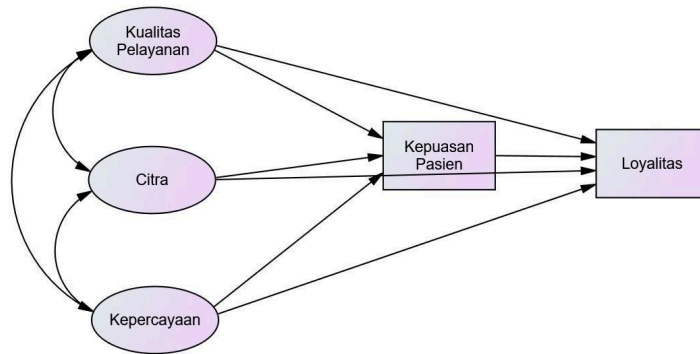 Kualitas
Pelayanan
Citra
Kepuasan
Pasien
Loyalitas
Kepercayaan